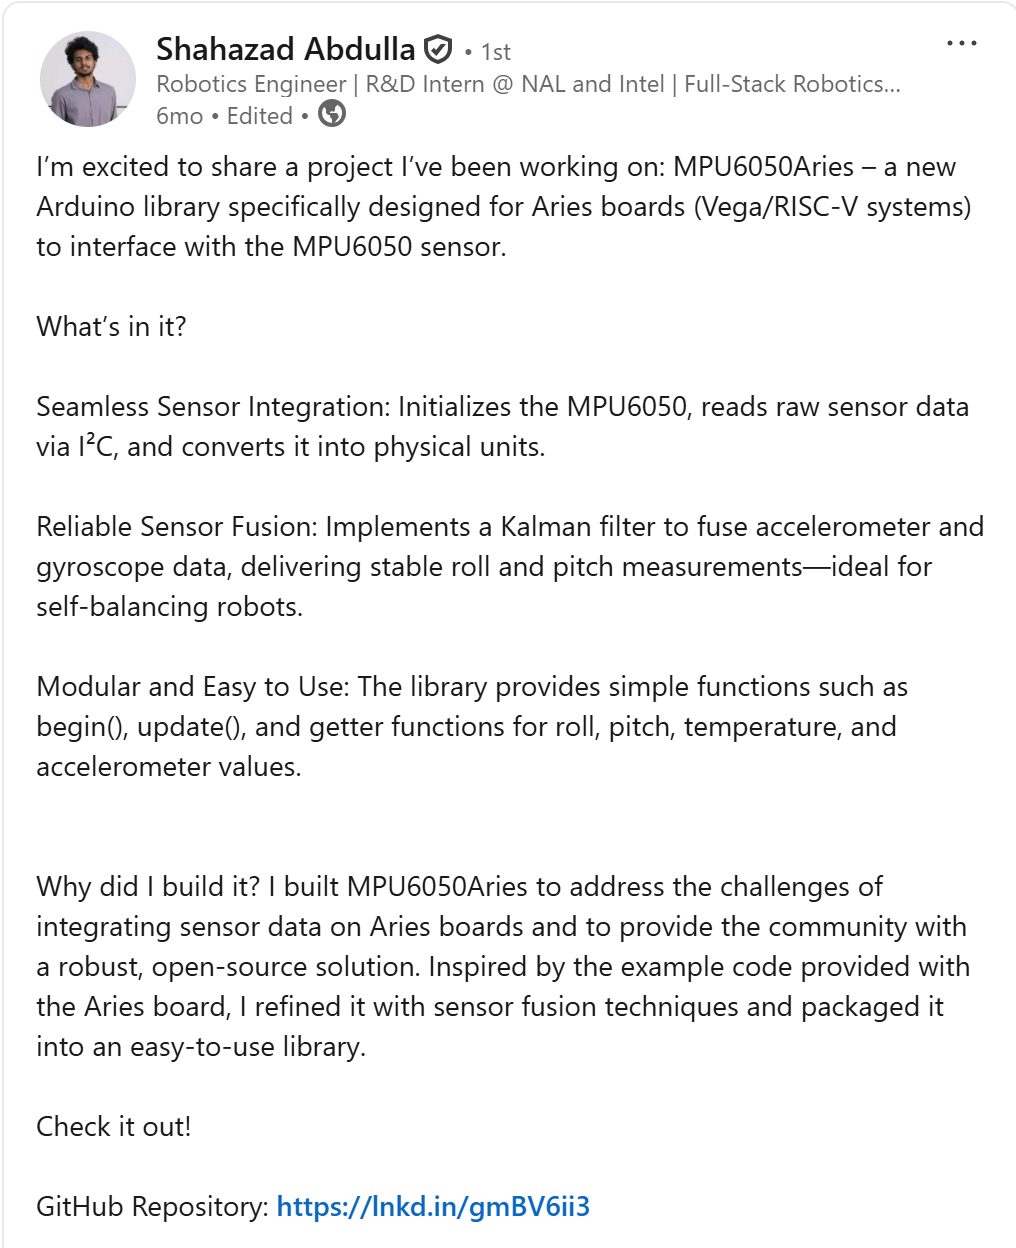 Shahazad Abdulla • 1st
Robotics Engineer | R&D Intern @ NAL and Intel | Full-Stack Robotics...
6mo • Edited •
I’m excited to share a project I’ve been working on: MPU6050Aries – a new
Arduino library specifically designed for Aries boards (Vega/RISC-V systems)
to interface with the MPU6050 sensor.
What’s in it?
Seamless Sensor Integration: Initializes the MPU6050, reads raw sensor data
via I²C, and converts it into physical units.
Reliable Sensor Fusion: Implements a Kalman filter to fuse accelerometer and
gyroscope data, delivering stable roll and pitch measurements—ideal for
self-balancing robots.
Modular and Easy to Use: The library provides simple functions such as
begin(), update(), and getter functions for roll, pitch, temperature, and
accelerometer values.
Why did I build it? I built MPU6050Aries to address the challenges of
integrating sensor data on Aries boards and to provide the community with
a robust, open-source solution. Inspired by the example code provided with
the Aries board, I refined it with sensor fusion techniques and packaged it
into an easy-to-use library.
Check it out!
GitHub Repository: https://lnkd.in/gmBV6ii3